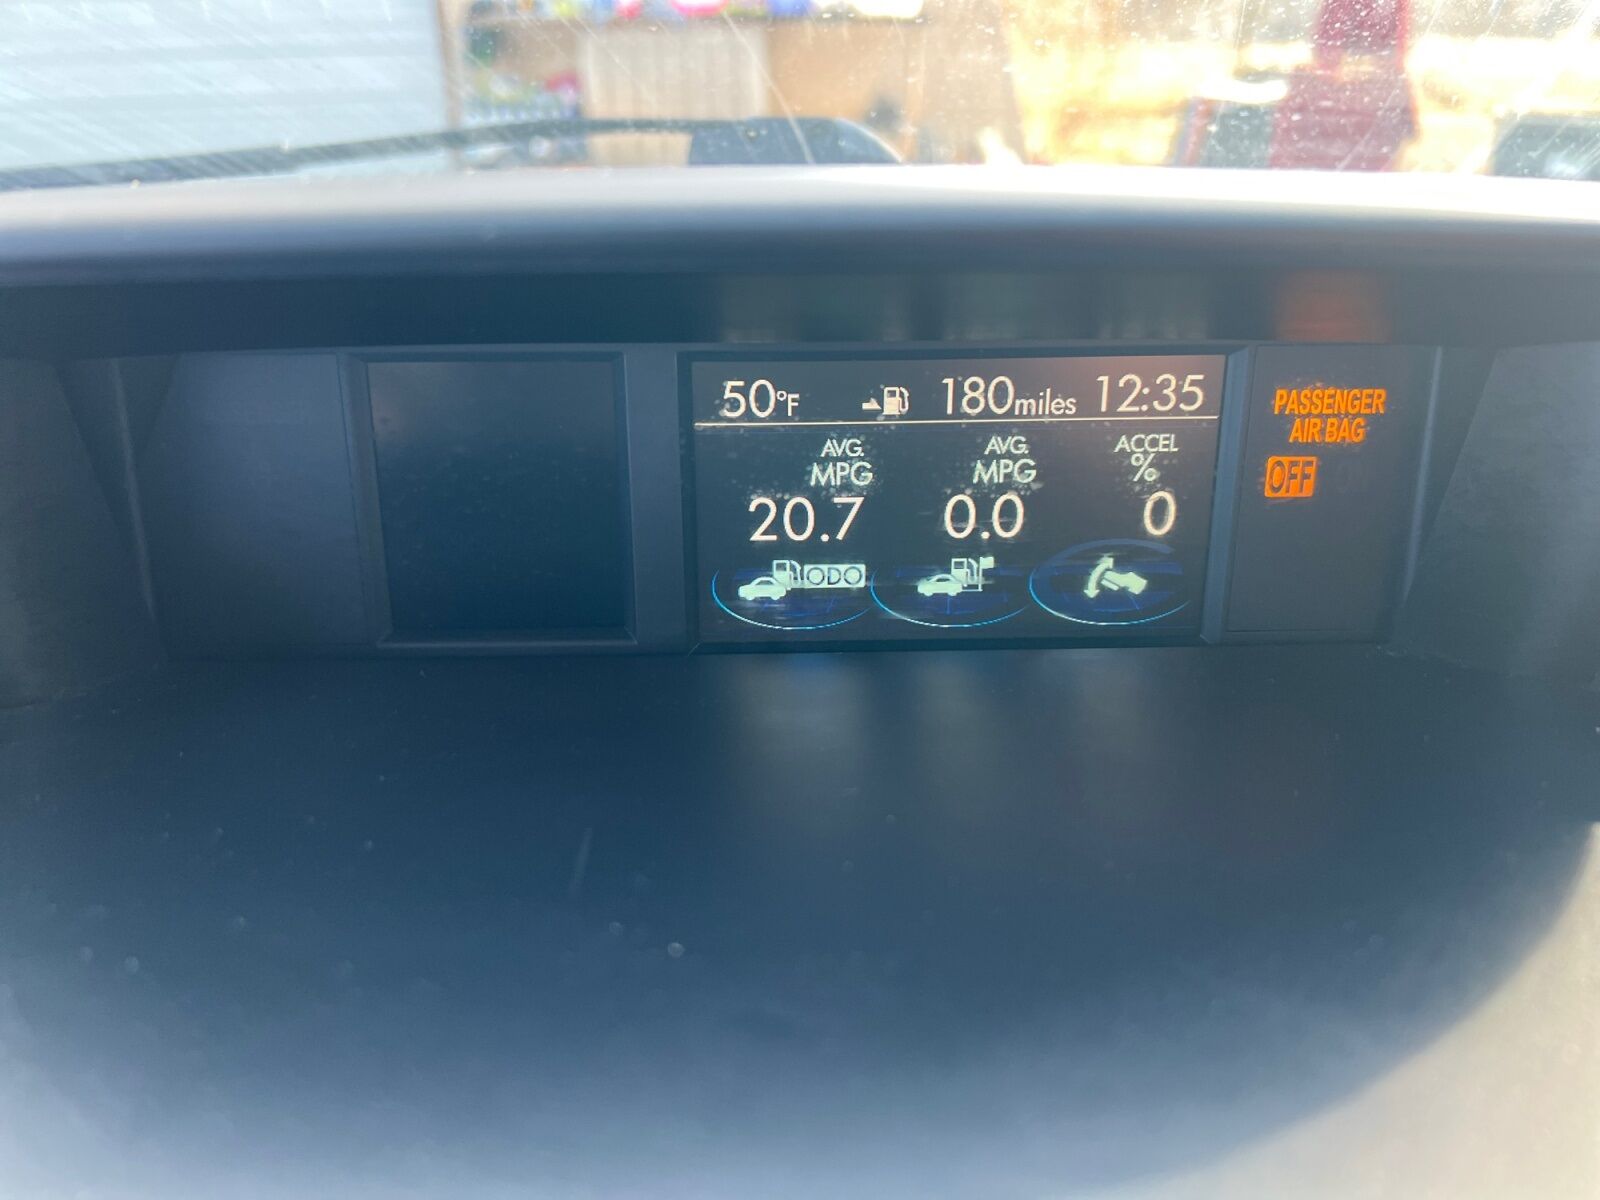 50°F 180miles 12:35
AVG. AVG. ACCEL
MPG MPG %
20.7 0.0 0
ODO
PASSENGER
AIR BAG
OFF